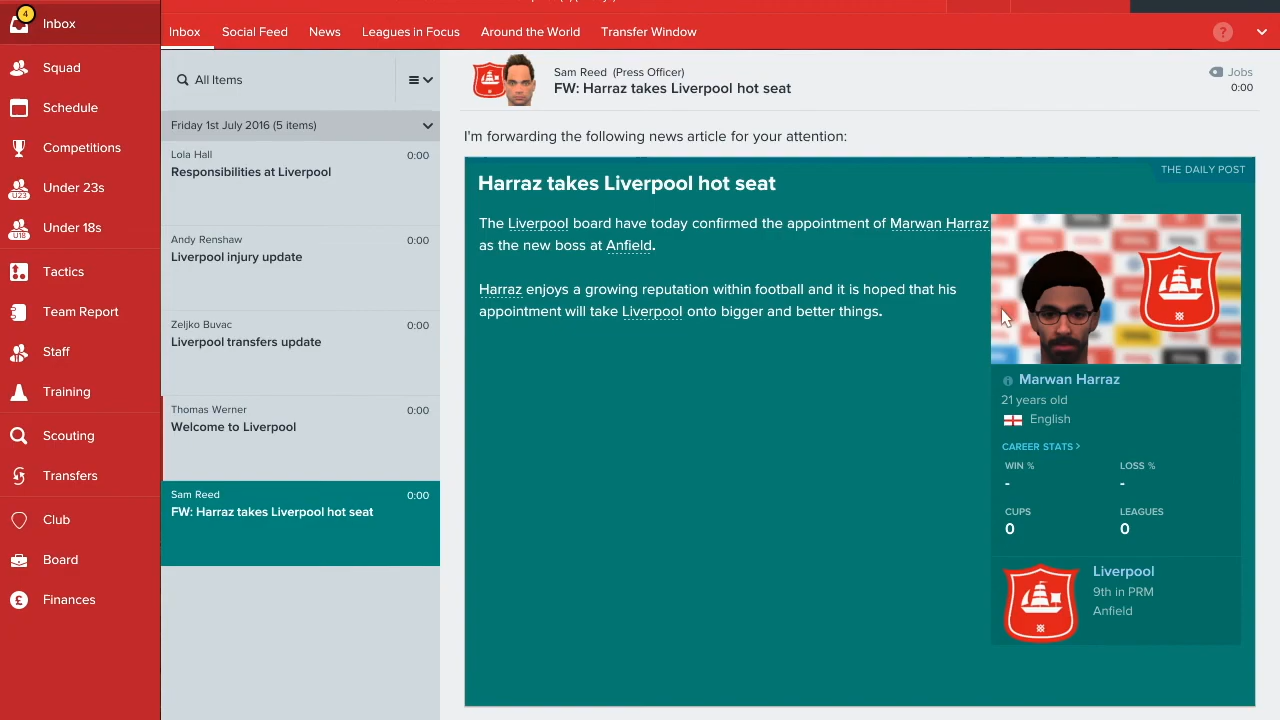 4
Inbox
Squad
Schedule
Competitions
U23
Under 23s
U18
Under 18s
Tactics
Team Report
Staff
Training
Scouting
Transfers
Club
Board
£
Finances
Inbox Social Feed News Leagues in Focus Around the World Transfer Window ?
All Items
Friday 1st July 2016 (5 items)
Lola Hall 0:00
Responsibilities at Liverpool
Andy Renshaw 0:00
Liverpool injury update
Zeljko Buvac 0:00
Liverpool transfers update
Thomas Werner 0:00
Welcome to Liverpool
Sam Reed 0:00
FW: Harraz takes Liverpool hot seat
Sam Reed (Press Officer)
FW: Harraz takes Liverpool hot seat
Jobs
0:00
I'm forwarding the following news article for your attention:
THE DAILY POST
Harraz takes Liverpool hot seat
The Liverpool board have today confirmed the appointment of Marwan Harraz
as the new boss at Anfield.
Harraz enjoys a growing reputation within football and it is hoped that his
appointment will take Liverpool onto bigger and better things.
Marwan Harraz
21 years old
English
CAREER STATS >
WIN % LOSS %
- -
CUPS LEAGUES
0 0
Liverpool
9th in PRM
Anfield